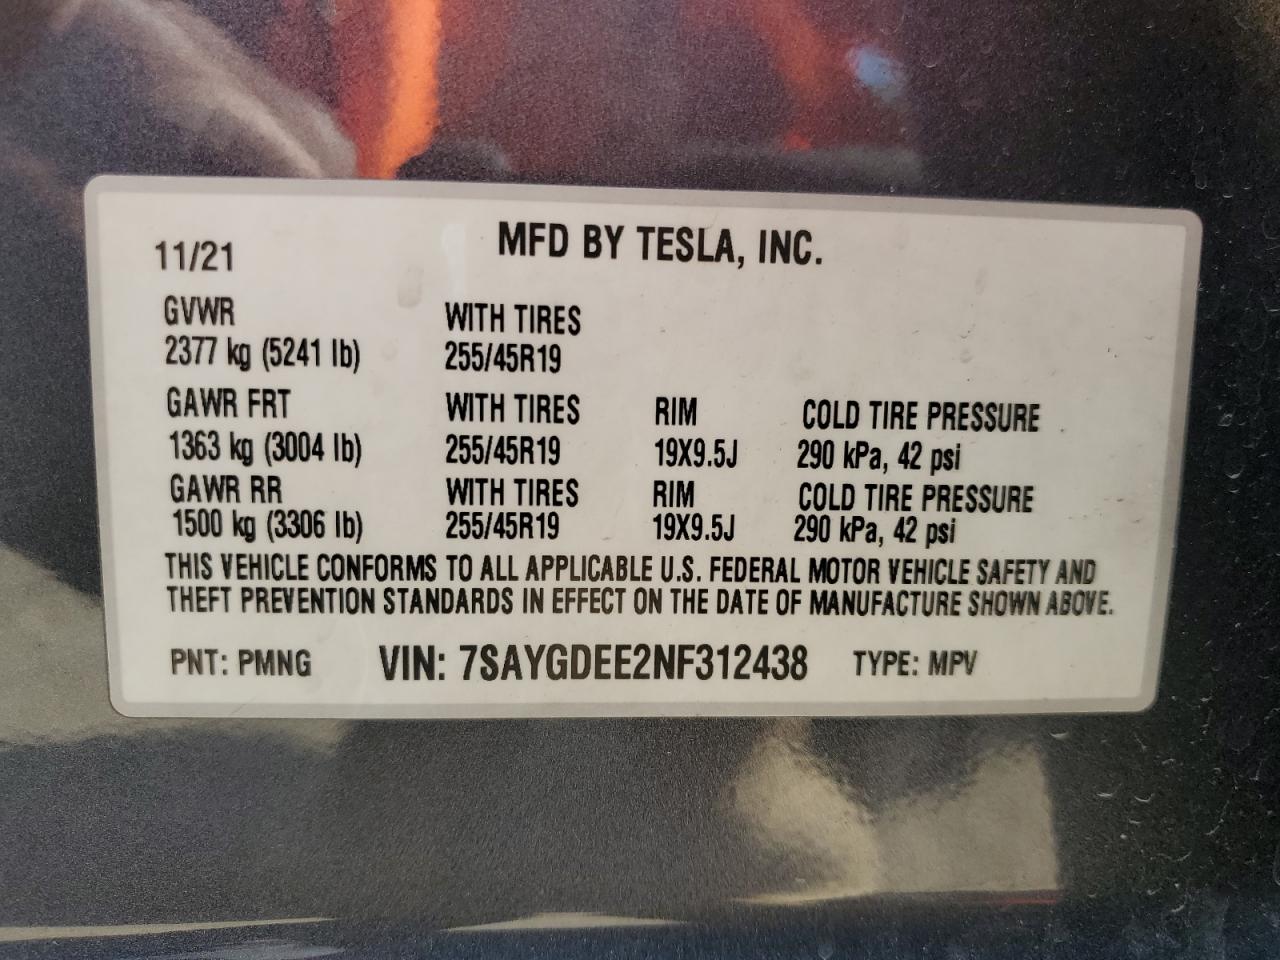 MFD BY TESLA, INC.
11/21
GVWR WITH TIRES
2377 kg (5241 lb) 255/45R19
GAWR FRT WITH TIRES RIM COLD TIRE PRESSURE
1363 kg (3004 lb) 255/45R19 19X9.5J 290 kPa, 42 psi
GAWR RR WITH TIRES RIM COLD TIRE PRESSURE
1500 kg (3306 lb) 255/45R19 19X9.5J 290 kPa, 42 psi
THIS VEHICLE CONFORMS TO ALL APPLICABLE U.S. FEDERAL MOTOR VEHICLE SAFETY AND
THEFT PREVENTION STANDARDS IN EFFECT ON THE DATE OF MANUFACTURE SHOWN ABOVE.
PNT: PMNG VIN: 7SAYGDEE2NF312438 TYPE: MPV